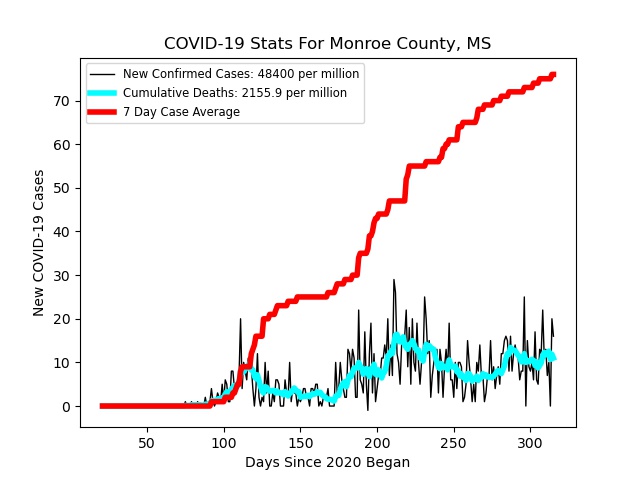 COVID-19 Stats For Monroe County, MS
New Confirmed Cases: 48400 per million
Cumulative Deaths: 2155.9 per million
7 Day Case Average
New COVID-19 Cases
70
60
50
40
30
20
10
0
50 100 150 200 250 300
Days Since 2020 Began